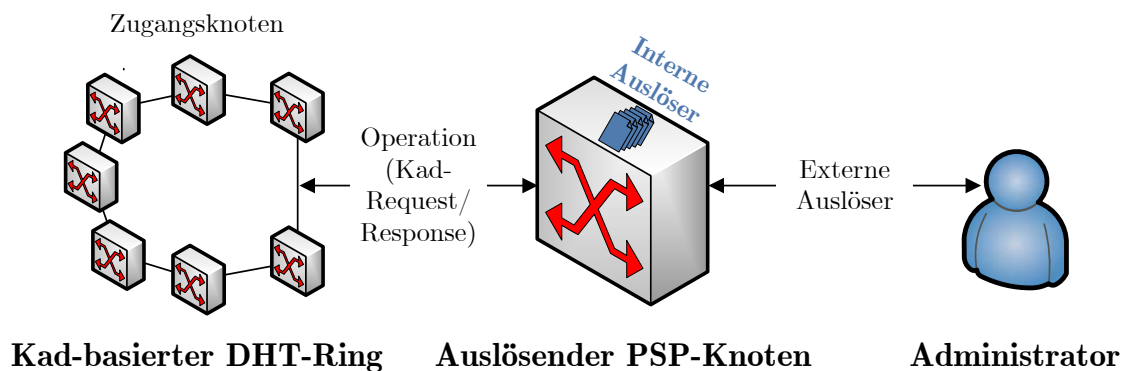 Zugangsknoten
Interne
Auslöser
Operation
(Kad-
Request/
Response)
Externe
Auslöser
Kad-basierter DHT-Ring
Auslösender PSP-Knoten
Administrator